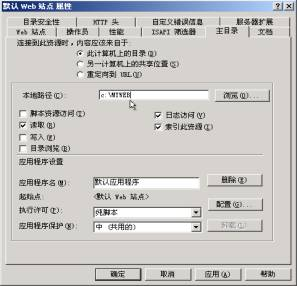 默认 Web 站点 属性
目录安全性 HTTP 头 自定义错误信息 服务器扩展
Web 站点 操作员 性能 ISAPI 筛选器 主目录 文档
连接到此资源时，内容应该来自于:
此计算机上的目录(D)
另一计算机上的共享位置(S)
重定向到 URL(U)
本地路径(C): c:\MYWEB 浏览(O)...
脚本资源访问(T) 日志访问(V)
读取(R) 索引此资源(I)
写入(W)
目录浏览(B)
应用程序设置
应用程序名(M): 默认应用程序 删除(E)
起始点: <默认 Web 站点>
执行许可(P): 纯脚本 配置(G)...
应用程序保护(N): 中 (共用的) 卸载(L)
确定 取消 应用(A) 帮助